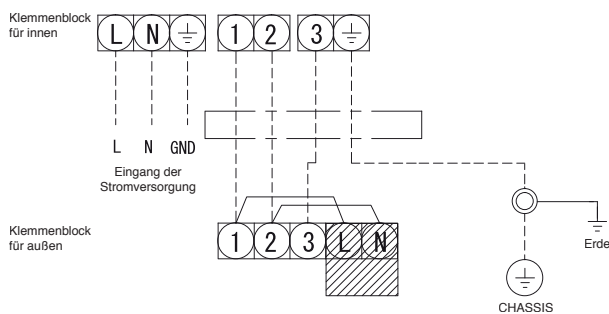 Klemmenblock
für innen
L N 1 2 3
L N GND
Eingang der
Stromversorgung
Klemmenblock
für außen
1 2 3 L N
Erde
CHASSIS